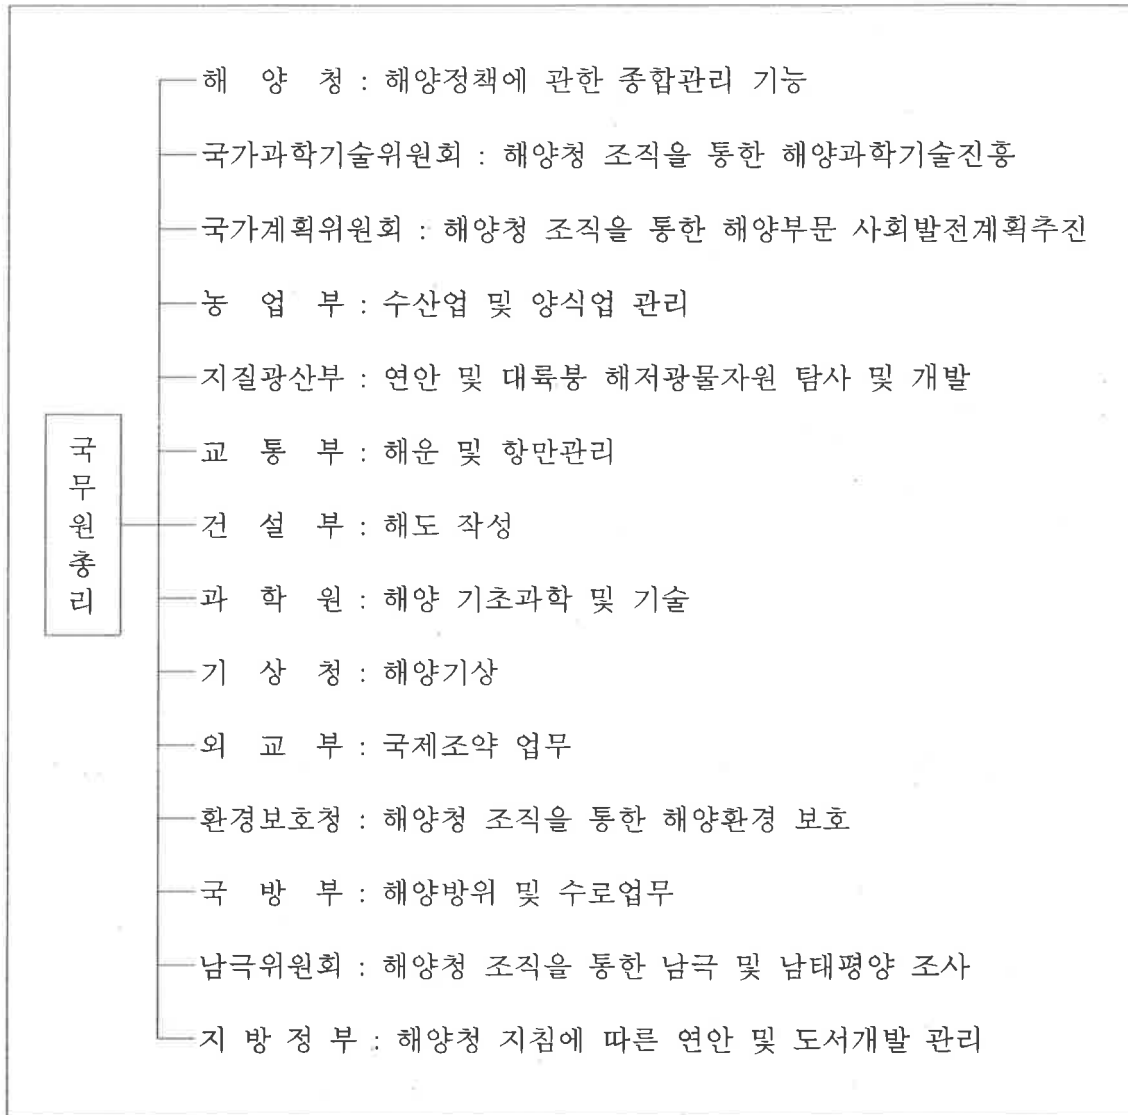 해 양 청 : 해양정책에 관한 종합관리 기능
국가과학기술위원회 : 해양청 조직을 통한 해양과학기술진흥
국가계획위원회 : 해양청 조직을 통한 해양부문 사회발전계획추진
농 업 부 : 수산업 및 양식업 관리
지질광산부 : 연안 및 대륙붕 해저광물자원 탐사 및 개발
교 통 부 : 해운 및 항만관리
건 설 부 : 해도 작성
과 학 원 : 해양 기초과학 및 기술
기 상 청 : 해양기상
외 교 부 : 국제조약 업무
환경보호청 : 해양청 조직을 통한 해양환경 보호
국 방 부 : 해양방위 및 수로업무
남극위원회 : 해양청 조직을 통한 남극 및 남태평양 조사
지 방 정 부 : 해양청 지침에 따른 연안 및 도서개발 관리
국무원총리